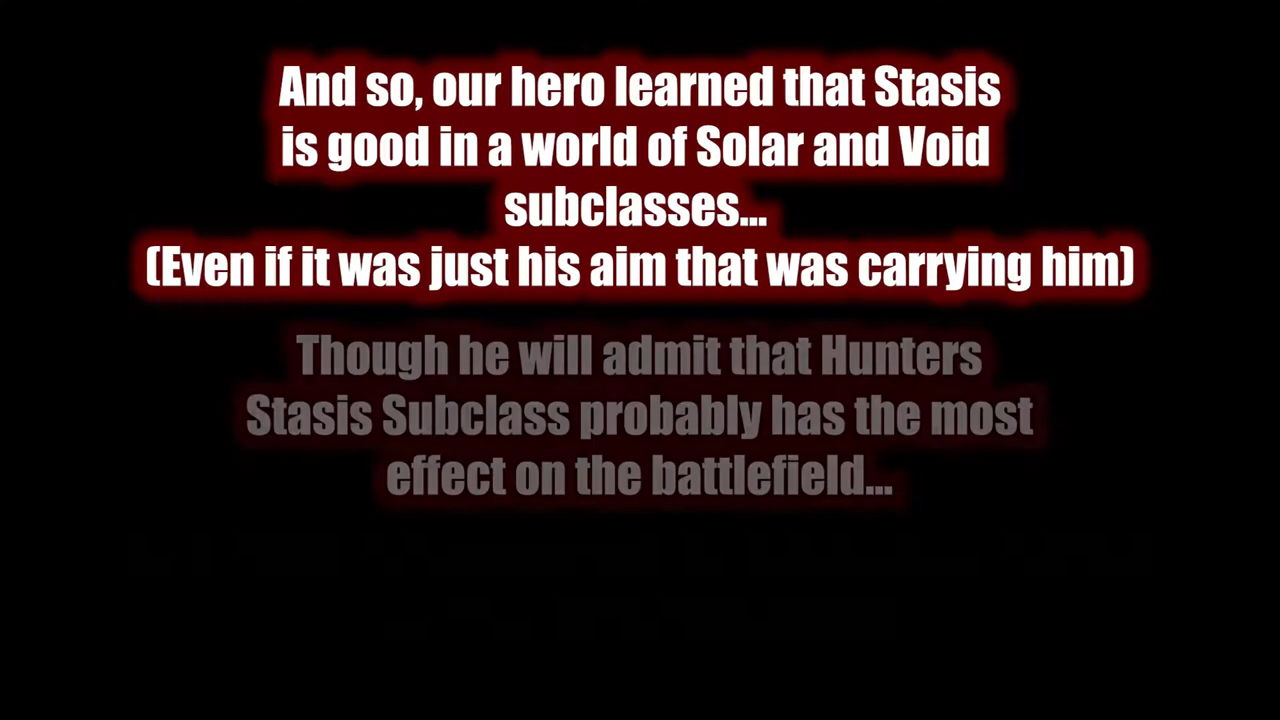 And so, our hero learned that Stasis
is good in a world of Solar and Void
subclasses...
(Even if it was just his aim that was carrying him)
Though he will admit that Hunters
Stasis Subclass probably has the most
effect on the battlefield...